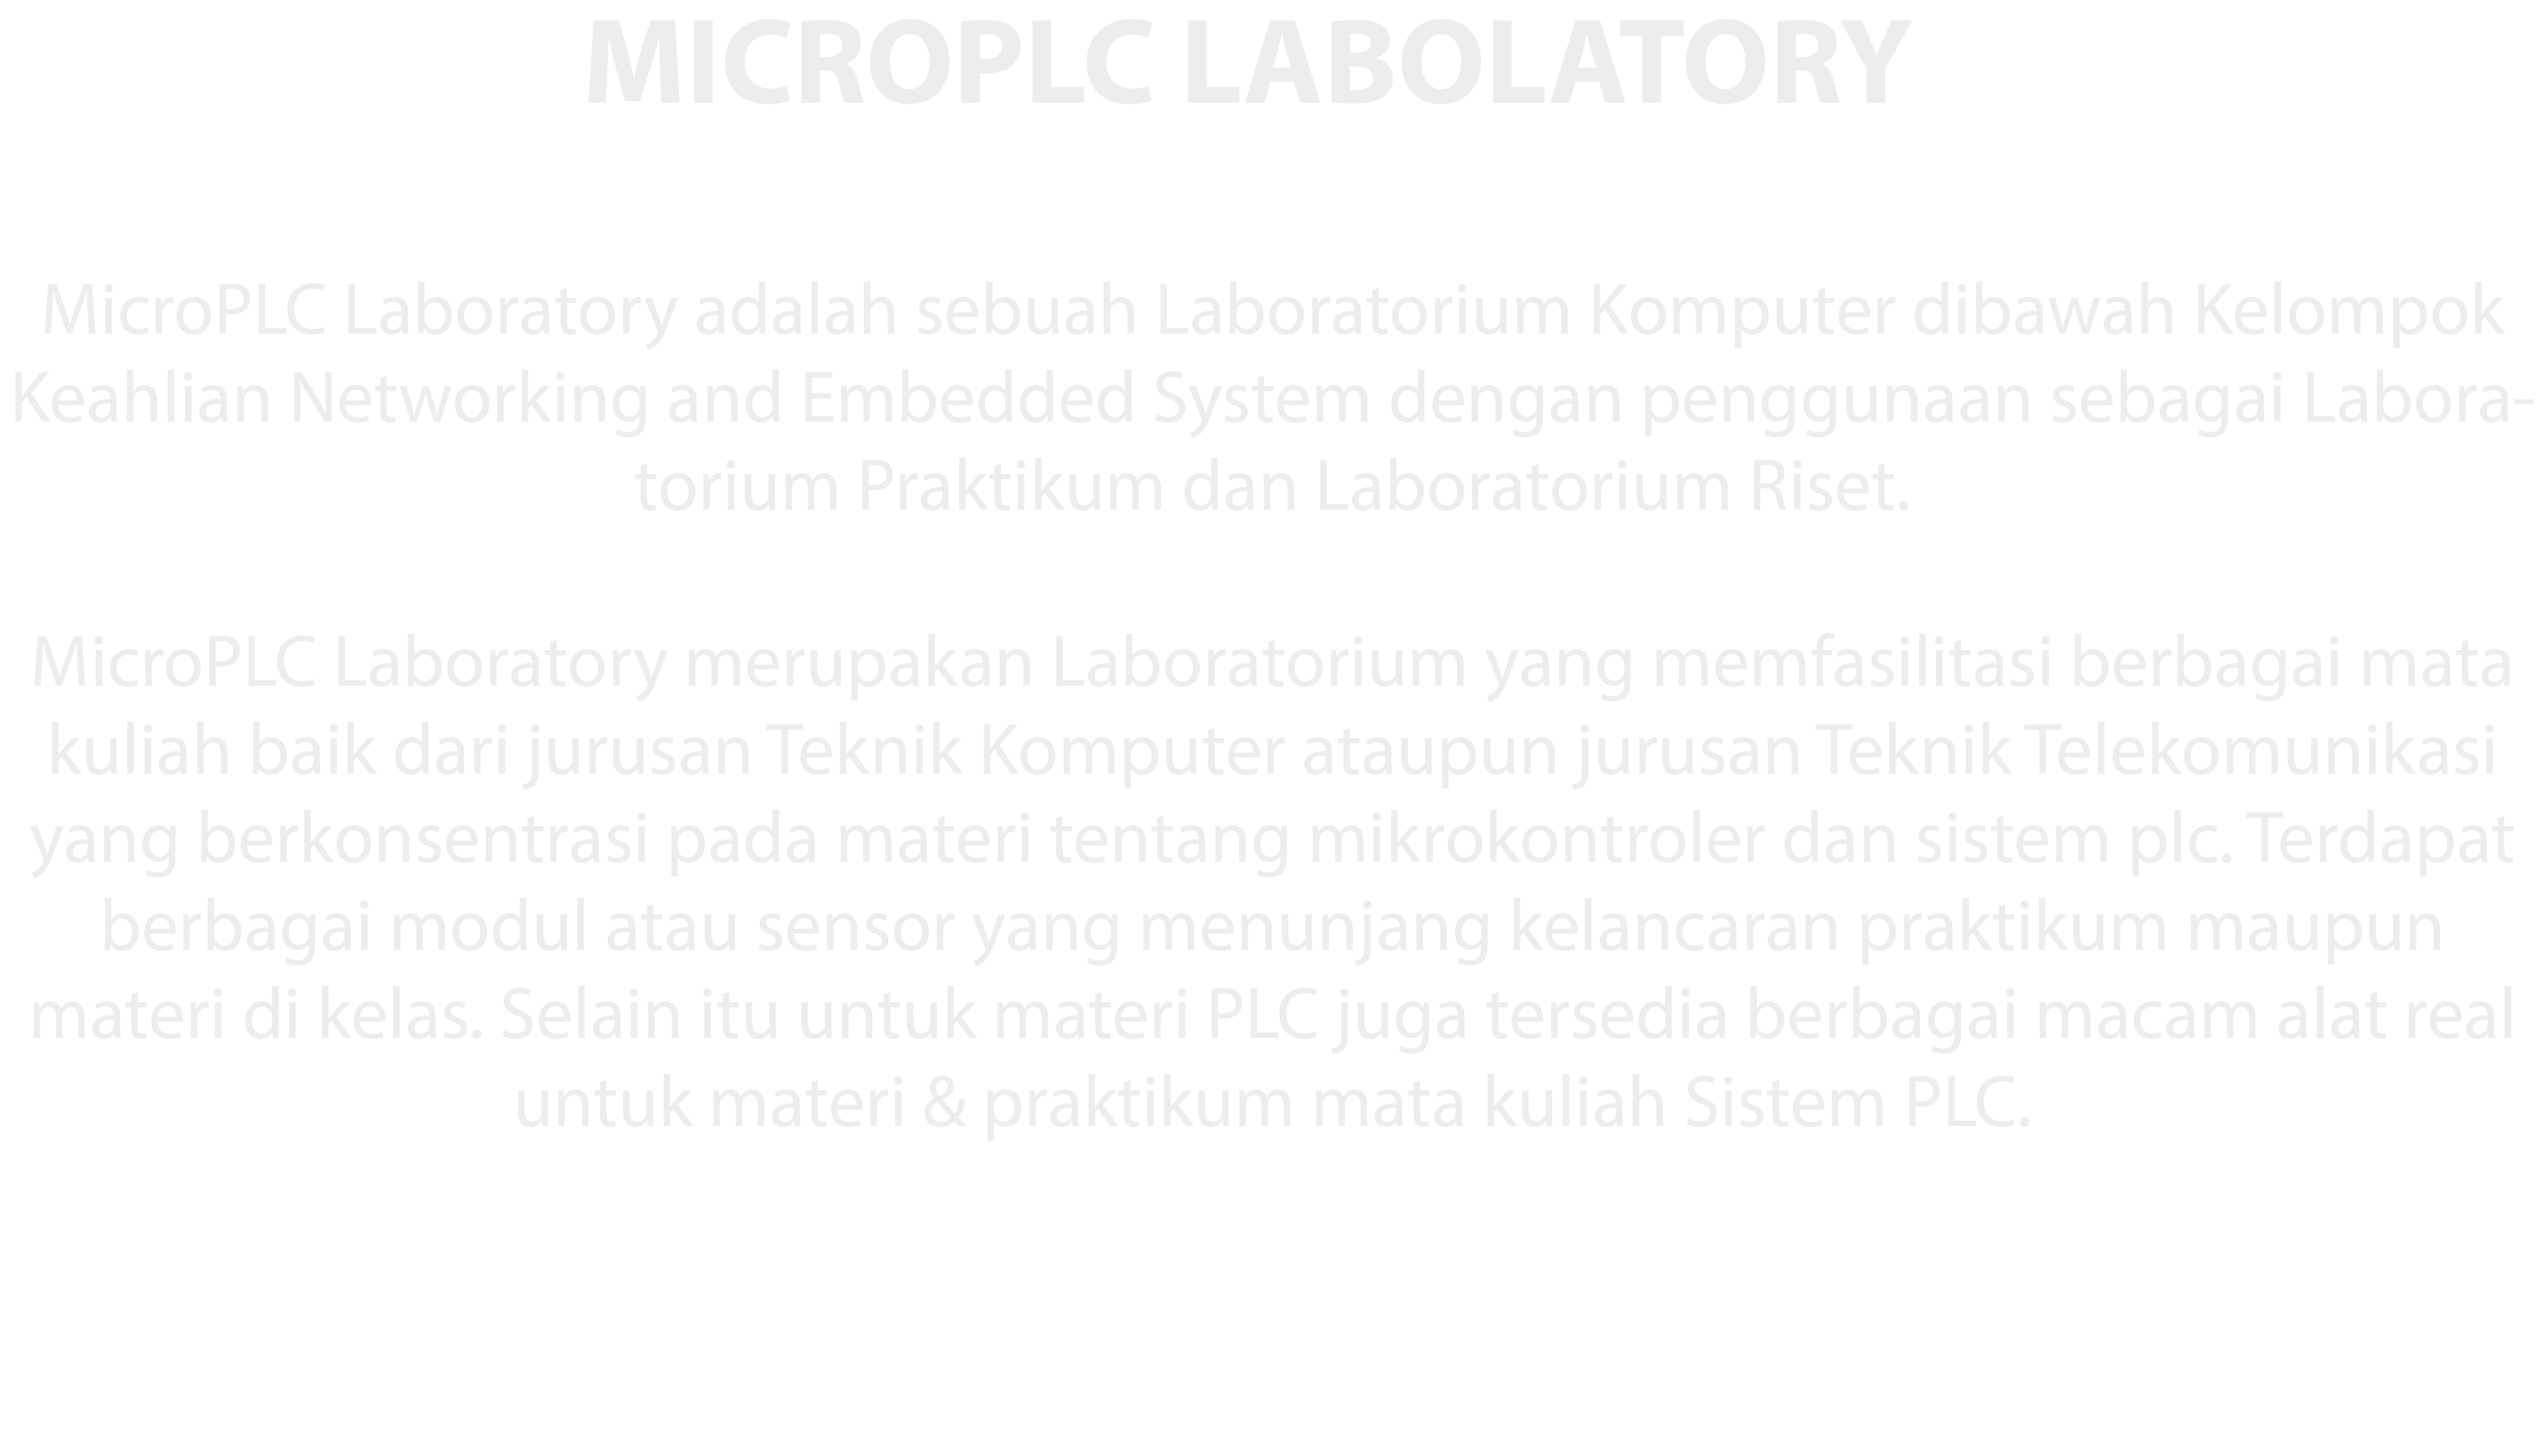 MICROPLC LABOLATORY
MicroPLC Laboratory adalah sebuah Laboratorium Komputer dibawah Kelompok
Keahlian Networking and Embedded System dengan penggunaan sebagai Labora-
torium Praktikum dan Laboratorium Riset.
MicroPLC Laboratory merupakan Laboratorium yang memfasilitasi berbagai mata
kuliah baik dari jurusan Teknik Komputer ataupun jurusan Teknik Telekomunikasi
yang berkonsentrasi pada materi tentang mikrokontroler dan sistem plc. Terdapat
berbagai modul atau sensor yang menunjang kelancaran praktikum maupun
materi di kelas. Selain itu untuk materi PLC juga tersedia berbagai macam alat real
untuk materi & praktikum mata kuliah Sistem PLC.